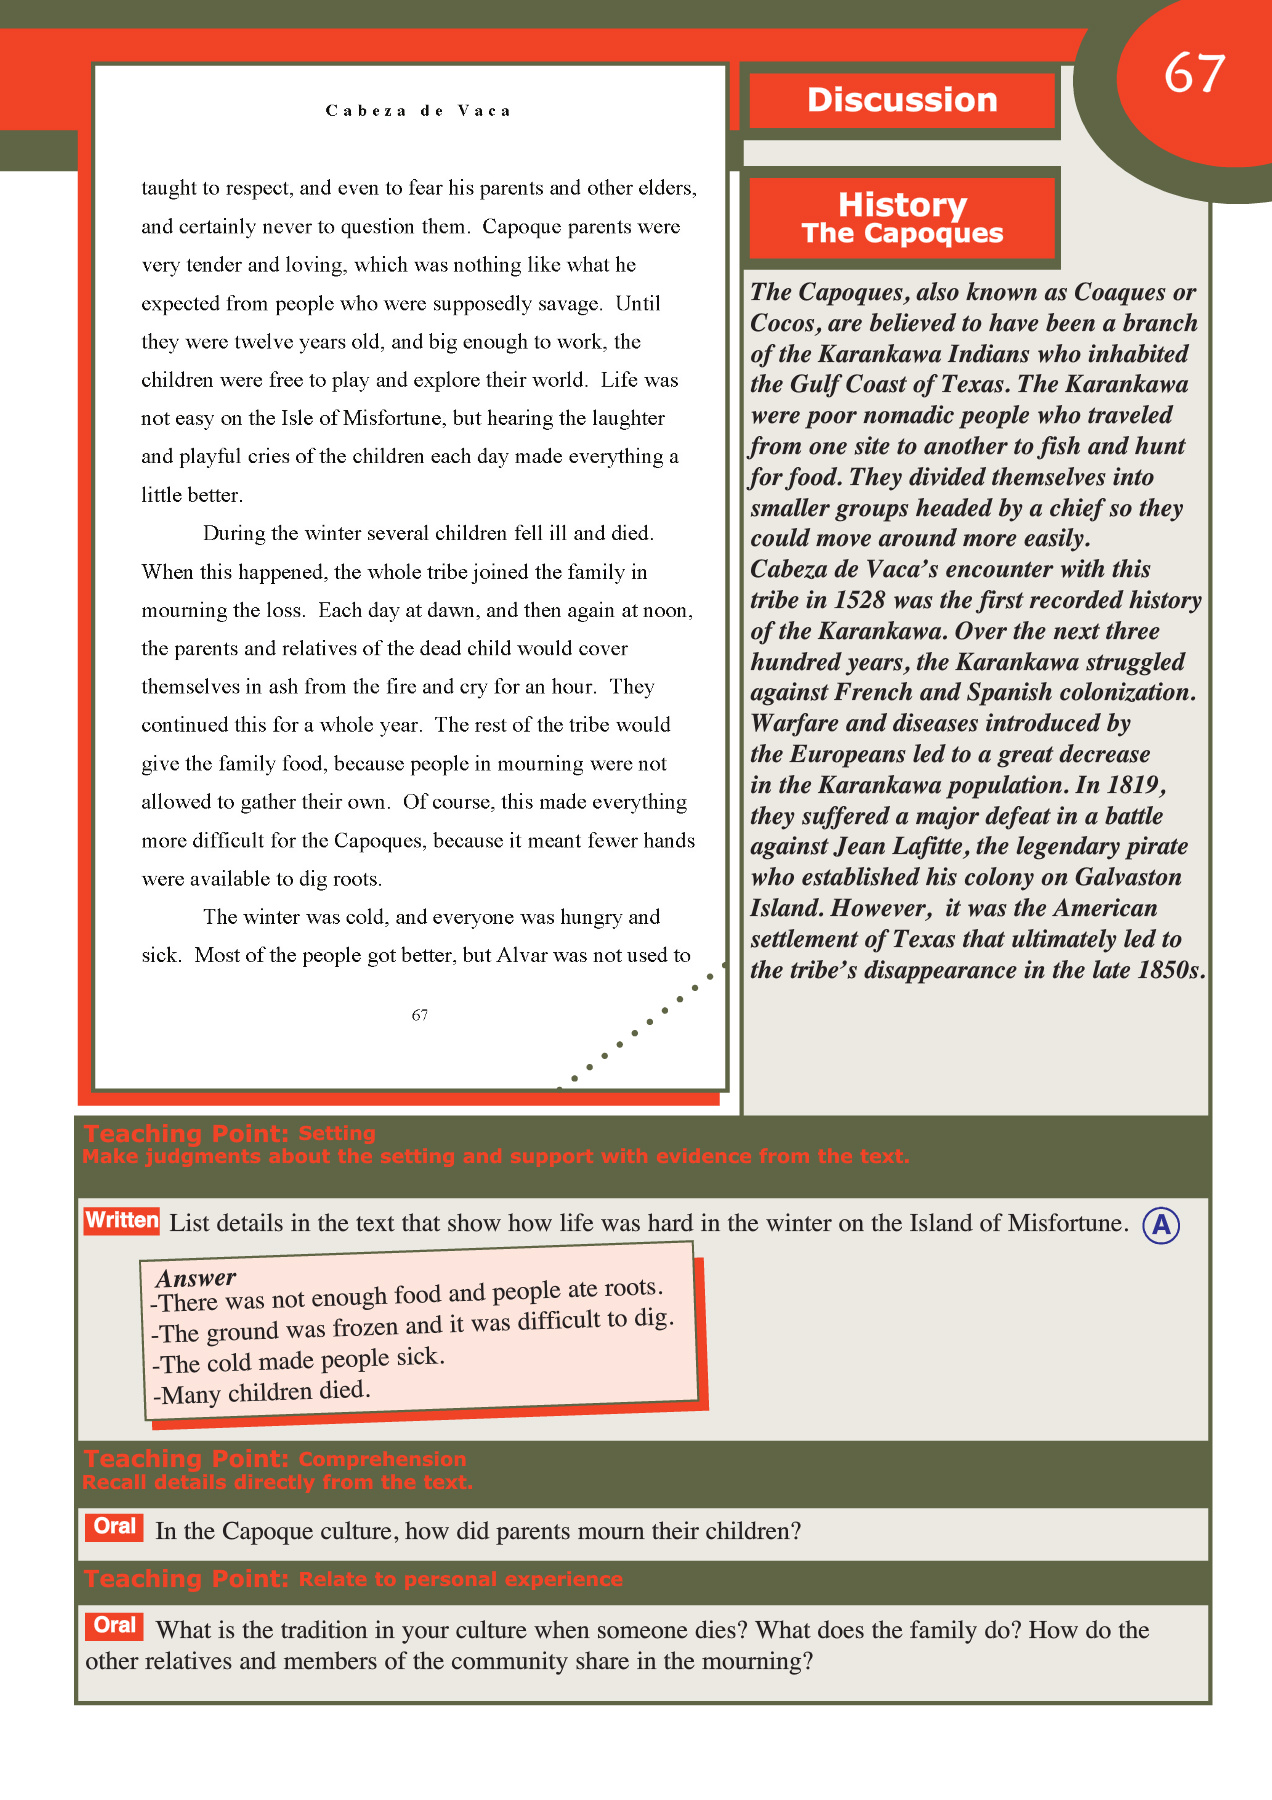 67
Cabeza de Vaca
taught to respect, and even to fear his parents and other elders,
and certainly never to question them.  Capoque parents were
very tender and loving, which was nothing like what he
expected from people who were supposedly savage.  Until
they were twelve years old, and big enough to work, the
children were free to play and explore their world.  Life was
not easy on the Isle of Misfortune, but hearing the laughter
and playful cries of the children each day made everything a
little better.
During the winter several children fell ill and died.
When this happened, the whole tribe joined the family in
mourning the loss.  Each day at dawn, and then again at noon,
the parents and relatives of the dead child would cover
themselves in ash from the fire and cry for an hour.  They
continued this for a whole year.  The rest of the tribe would
give the family food, because people in mourning were not
allowed to gather their own.  Of course, this made everything
more difficult for the Capoques, because it meant fewer hands
were available to dig roots.
The winter was cold, and everyone was hungry and
sick.  Most of the people got better, but Alvar was not used to
67
Discussion
History
The Capoques
The Capoques, also known as Coaques or
Cocos, are believed to have been a branch
of the Karankawa Indians who inhabited
the Gulf Coast of Texas. The Karankawa
were poor nomadic people who traveled
from one site to another to fish and hunt
for food. They divided themselves into
smaller groups headed by a chief so they
could move around more easily.
Cabeza de Vaca's encounter with this
tribe in 1528 was the first recorded history
of the Karankawa. Over the next three
hundred years, the Karankawa struggled
against French and Spanish colonization.
Warfare and diseases introduced by
the Europeans led to a great decrease
in the Karankawa population. In 1819,
they suffered a major defeat in a battle
against Jean Lafitte, the legendary pirate
who established his colony on Galvaston
Island. However,  it was the American
settlement of Texas that ultimately led to
the tribe's disappearance in the late 1850s.
Teaching Point: Setting
Make judgments about the setting and support with evidence from the text.
Written List details in the text that show how life was hard in the winter on the Island of Misfortune. A
Answer
-There was not enough food and people ate roots.
-The ground was frozen and it was difficult to dig.
-The cold made people sick.
-Many children died.
Teaching Point: Comprehension
Recall details directly from the text.
Oral In the Capoque culture, how did parents mourn their children?
Teaching Point: Relate to personal experience
Oral What is the tradition in your culture when someone dies? What does the family do? How do the
other relatives and members of the community share in the mourning?